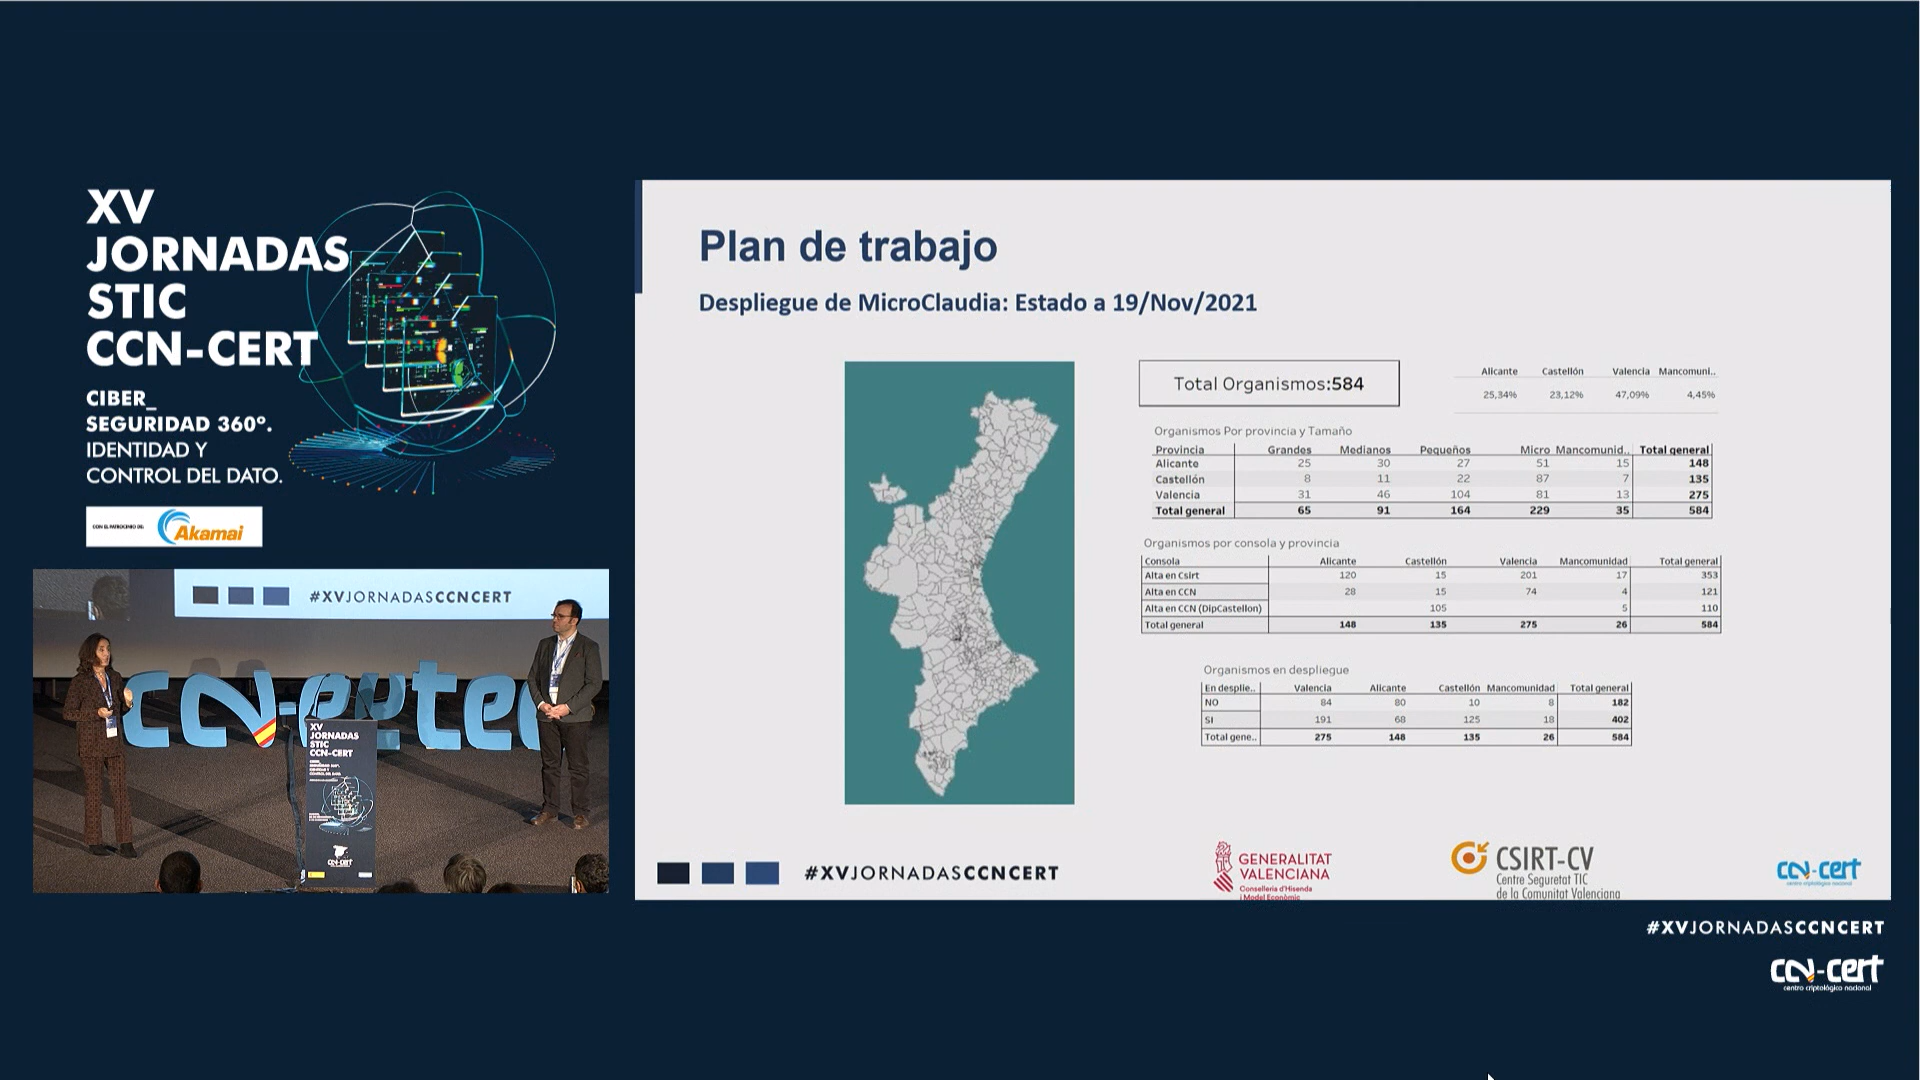 XV
JORNADAS
STIC
CCN-CERT
CIBER_
SEGURIDAD 360º.
IDENTIDAD Y
CONTROL DEL DATO.
CON EL PATROCINIO DE:
Akamai
#XVJORNADASCCNCERT
XV
JORNADAS
STIC
CCN-CERT
ccn-cert
Plan de trabajo
Despliegue de MicroClaudia: Estado a 19/Nov/2021
Total Organismos:584
Alicante Castellón Valencia Mancomuni..
25,34% 23,12% 47,09% 4,45%
Organismos Por provincia y Tamaño
Provincia Grandes Medianos Pequeños Micro Mancomunid.. Total general
Alicante 25 30 27 51 15 148
Castellón 8 11 22 87 7 135
Valencia 31 46 104 81 13 275
Total general 65 91 164 229 35 584
Organismos por consola y provincia
Consola Alicante Castellón Valencia Mancomunidad Total general
Alta en Csirt 120 15 201 17 353
Alta en CCN 28 15 74 4 121
Alta en CCN (DipCastellon) 105 5 110
Total general 148 135 275 26 584
Organismos en despliegue
En desplie.. Valencia Alicante Castellón Mancomunidad Total general
NO 84 80 10 8 182
SI 191 68 125 18 402
Total gene.. 275 148 135 26 584
#XVJORNADASCCNCERT
GENERALITAT
VALENCIANA
Conselleria d'Hisenda
i Model Econòmic
CSIRT-CV
Centre Seguretat TIC
de la Comunitat Valenciana
ccn-cert
centro criptológico nacional
#XVJORNADASCCNCERT
ccn-cert
centro criptológico nacional